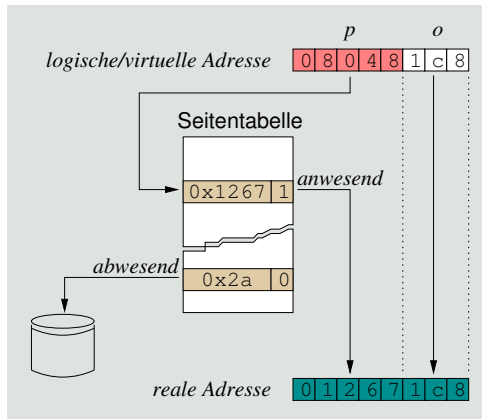 p o
logische/virtuelle Adresse 0 8 0 4 8 1 c 8
Seitentabelle
anwesend
0x1267 1
abwesend
0x2a 0
reale Adresse 0 1 2 6 7 1 c 8